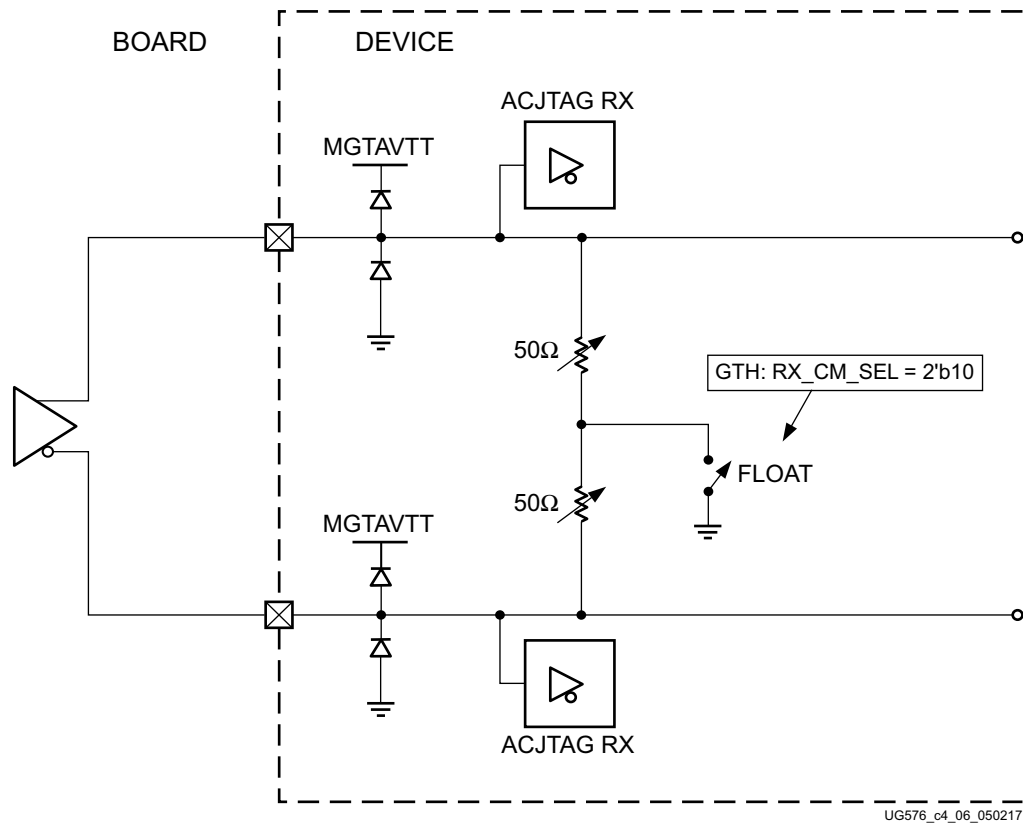 BOARD
DEVICE
ACJTAG RX
MGTAVTT
50Ω
GTH: RX_CM_SEL = 2'b10
FLOAT
50Ω
MGTAVTT
ACJTAG RX
UG576_c4_06_050217